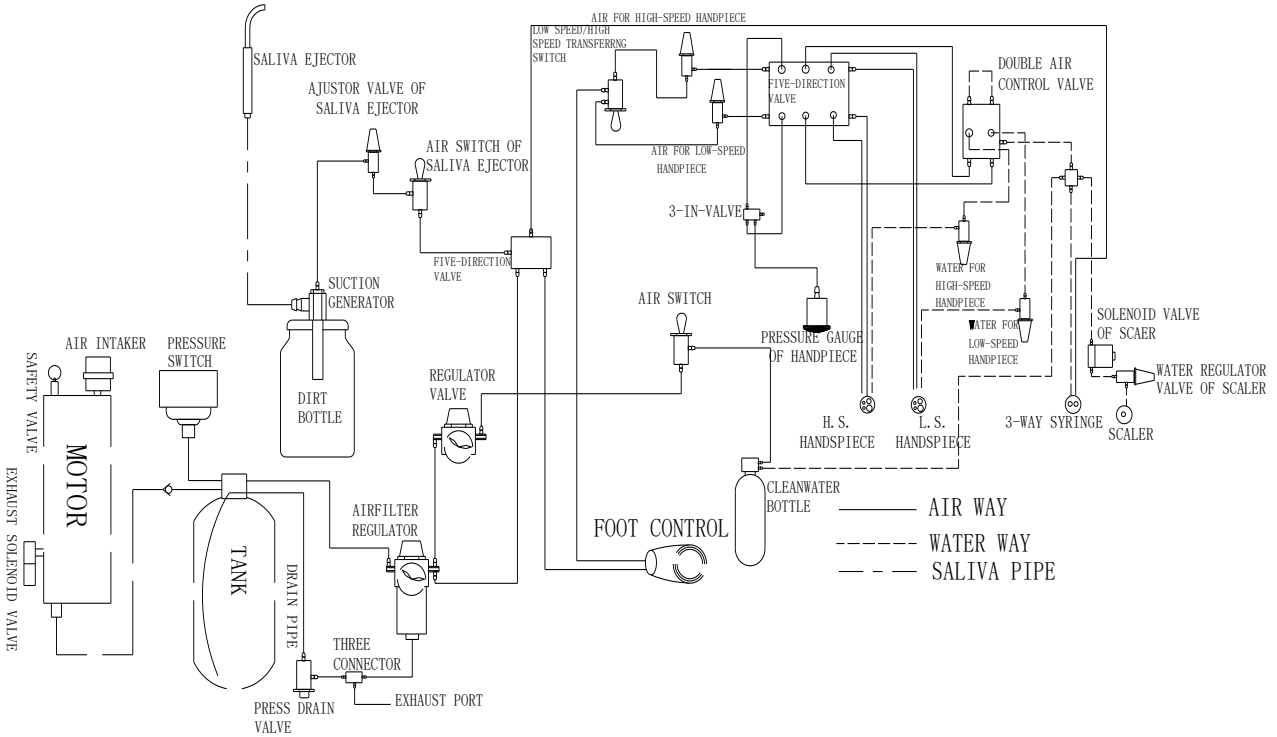 AIR FOR HIGH-SPEED HANDPIECE
LOW SPEED/HIGH
SPEED TRANSFERRNG
SWITCH
SALIVA EJECTOR
AJUSTOR VALVE OF
SALIVA EJECTOR
AIR SWITCH OF
SALIVA EJECTOR
FIVE-DIRECTION
VALVE
DOUBLE AIR
CONTROL VALVE
AIR FOR LOW-SPEED
HANDPIECE
3-IN-VALVE
FIVE-DIRECTION
VALVE
SUCTION
GENERATOR
AIR SWITCH
WATER FOR
HIGH-SPEED
HANDPIECE
PRESSURE GAUGE
OF HANDPIECE
WATER FOR
LOW-SPEED
HANDPIECE
SOLENOID VALVE
OF SCAER
AIR INTAKER
PRESSURE
SWITCH
SAFETY VALVE
REGULATOR
VALVE
WATER REGULATOR
VALVE OF SCALER
DIRT
BOTTLE
H.S.
HANDSPIECE
L.S.
HANDSPIECE
3-WAY SYRINGE
SCALER
MOTOR
EXHAUST SOLENOID VALVE
CLEANWATER
BOTTLE
AIRFILTER
REGULATOR
FOOT CONTROL
AIR WAY
WATER WAY
SALIVA PIPE
TANK
DRAIN PIPE
THREE
CONNECTOR
EXHAUST PORT
PRESS DRAIN
VALVE